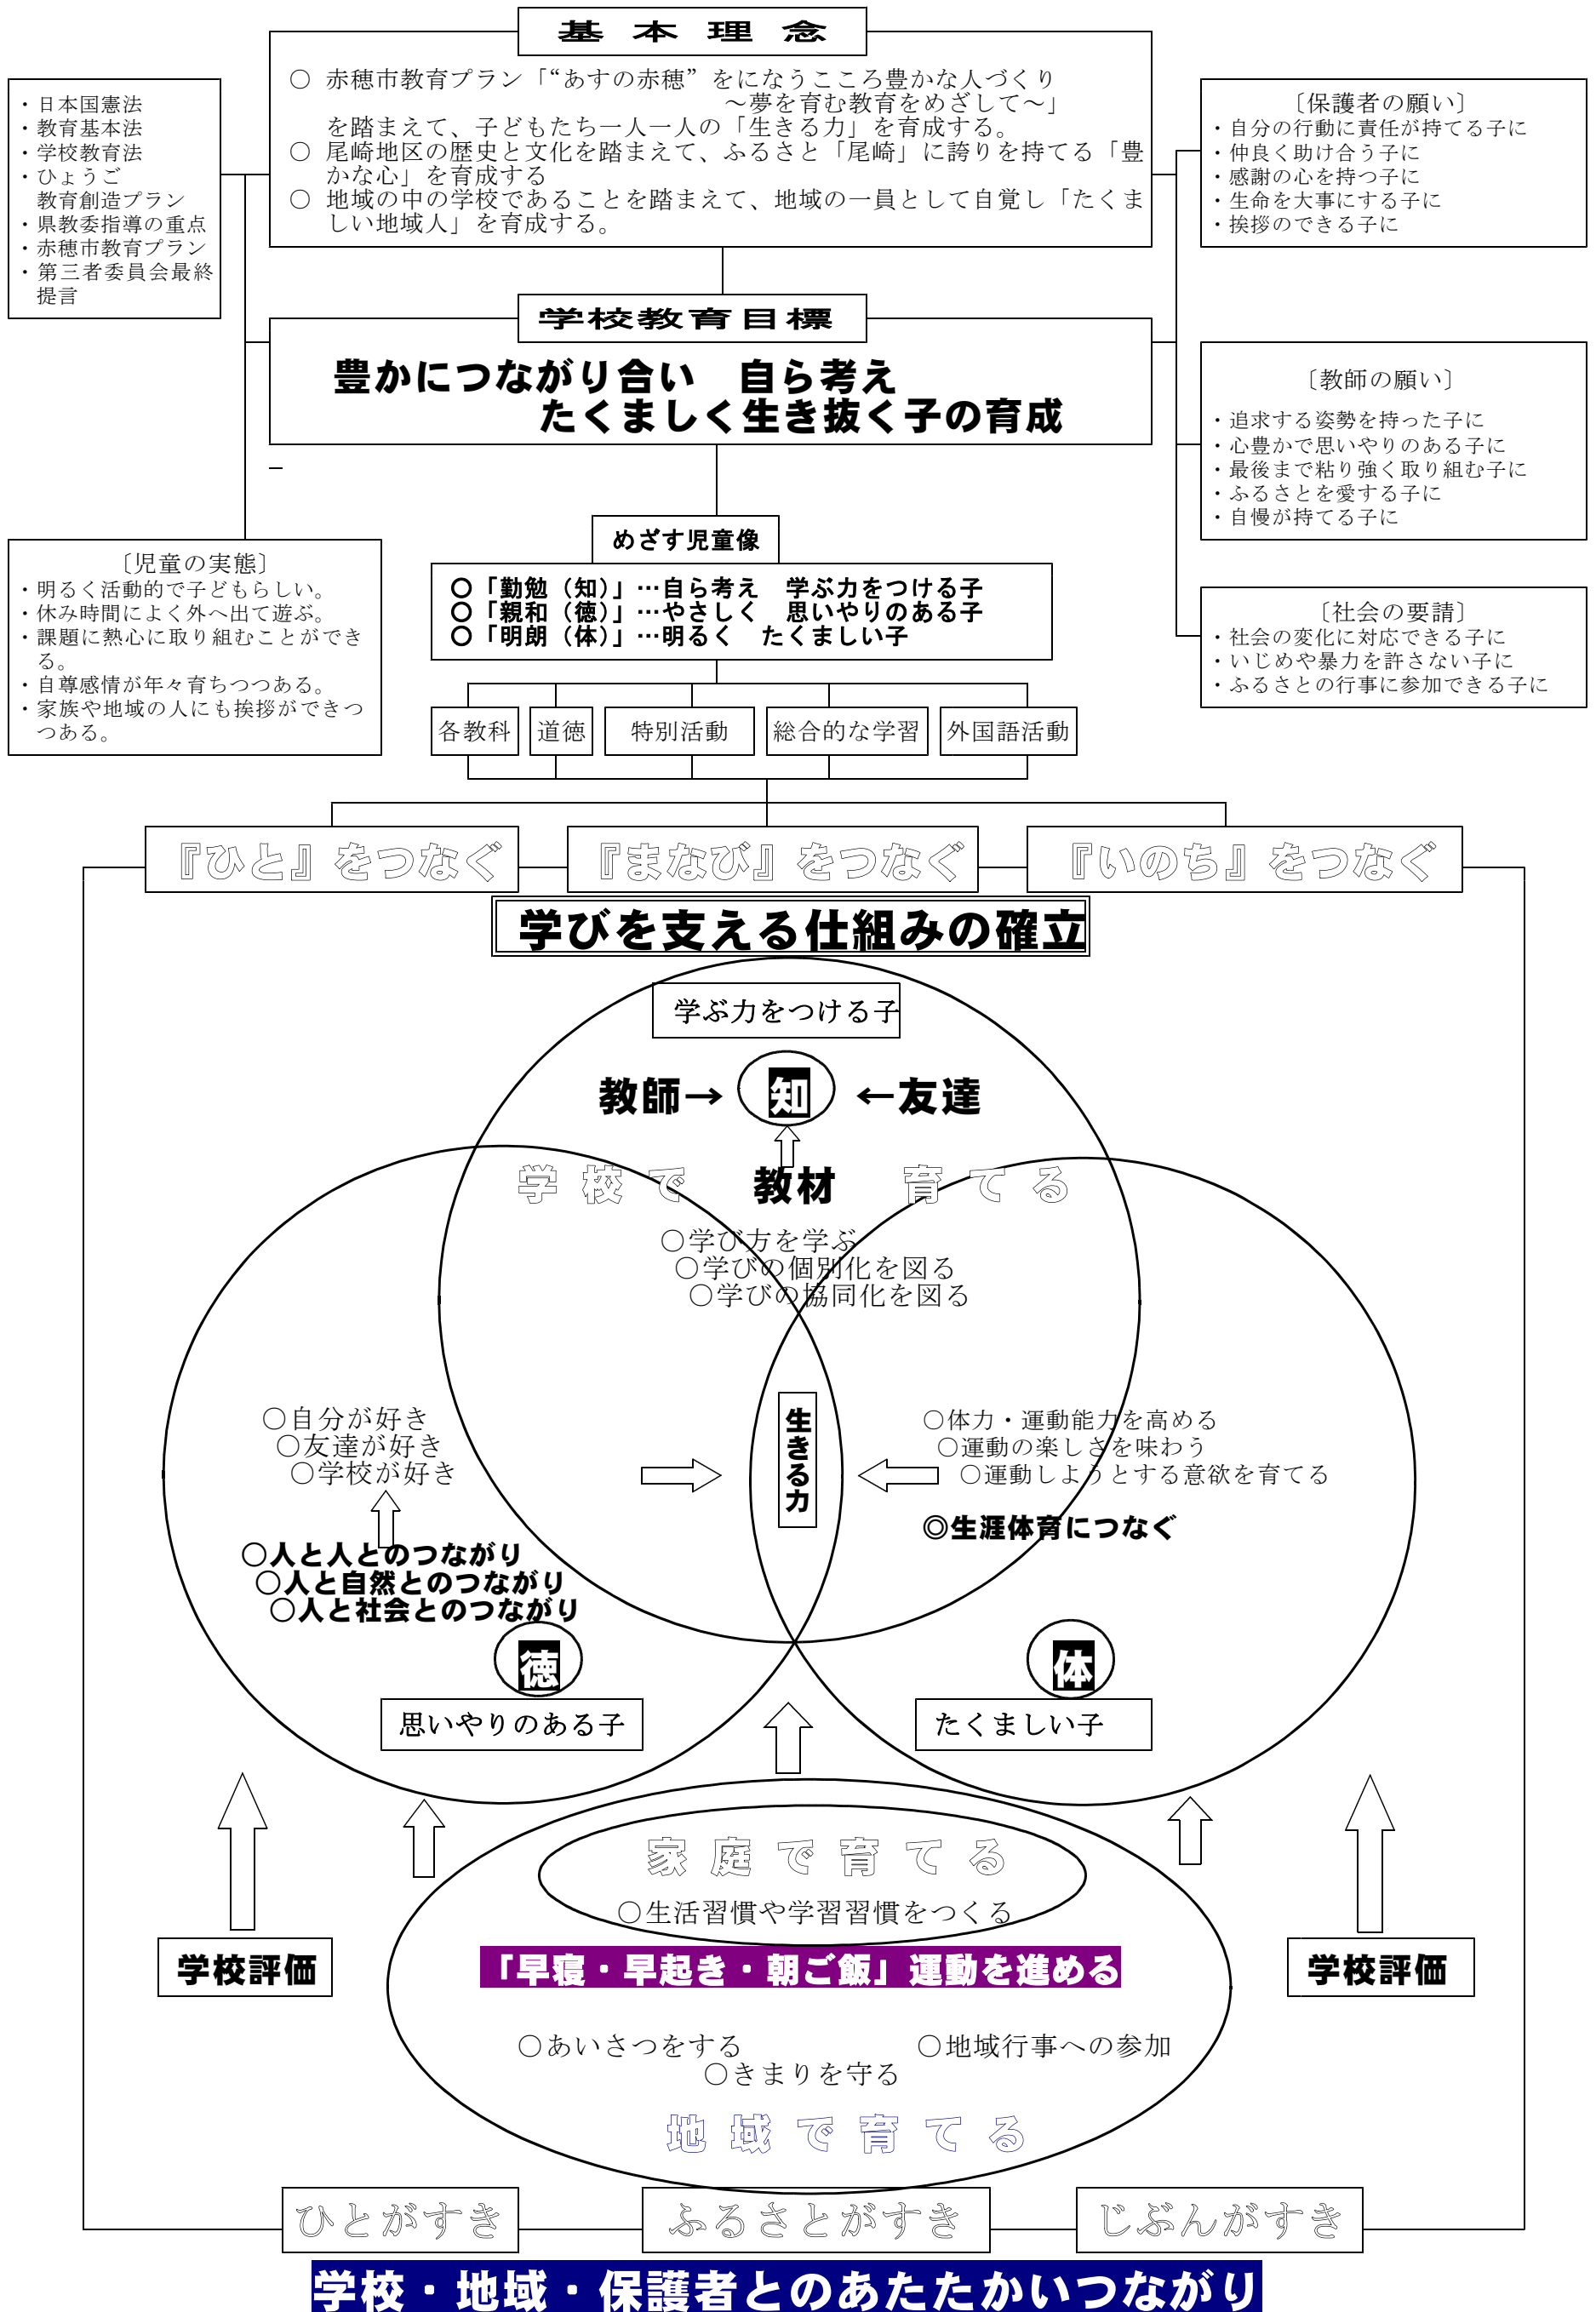 基本理念
○ 赤穂市教育プラン「“あすの赤穂”をになうこころ豊かな人づくり
～夢を育む教育をめざして～」
を踏まえて、子どもたち一人一人の「生きる力」を育成する。
○ 尾崎地区の歴史と文化を踏まえて、ふるさと「尾崎」に誇りを持てる「豊
かな心」を育成する
○ 地域の中の学校であることを踏まえて、地域の一員として自覚し「たくま
しい地域人」を育成する。
・日本国憲法
・教育基本法
・学校教育法
・ひょうご
教育創造プラン
・県教委指導の重点
・赤穂市教育プラン
・第三者委員会最終
提言
〔保護者の願い〕
・自分の行動に責任が持てる子に
・仲良く助け合う子に
・感謝の心を持つ子に
・生命を大事にする子に
・挨拶のできる子に
学校教育目標
豊かにつながり合い 自ら考え
たくましく生き抜く子の育成
〔教師の願い〕
・追求する姿勢を持った子に
・心豊かで思いやりのある子に
・最後まで粘り強く取り組む子に
・ふるさとを愛する子に
・自慢が持てる子に
〔児童の実態〕
・明るく活動的で子どもらしい。
・休み時間によく外へ出て遊ぶ。
・課題に熱心に取り組むことができ
る。
・自尊感情が年々育ちつつある。
・家族や地域の人にも挨拶ができつ
つある。
めざす児童像
○「勤勉（知）」…自ら考え 学ぶ力をつける子
○「親和（徳）」…やさしく 思いやりのある子
○「明朗（体）」…明るく たくましい子
〔社会の要請〕
・社会の変化に対応できる子に
・いじめや暴力を許さない子に
・ふるさとの行事に参加できる子に
各教科 道徳 特別活動 総合的な学習 外国語活動
『ひと』をつなぐ 『まなび』をつなぐ 『いのち』をつなぐ
学びを支える仕組みの確立
学ぶ力をつける子
教師→ 知 ←友達
学校で 教材 育てる
○学び方を学ぶ
○学びの個別化を図る
○学びの協同化を図る
○自分が好き
○友達が好き
○学校が好き
生きる力
○体力・運動能力を高める
○運動の楽しさを味わう
○運動しようとする意欲を育てる
◎生涯体育につなぐ
○人と人とのつながり
○人と自然とのつながり
○人と社会とのつながり
徳
体
思いやりのある子
たくましい子
家庭で育てる
○生活習慣や学習習慣をつくる
学校評価
「早寝・早起き・朝ご飯」運動を進める
学校評価
○あいさつをする ○地域行事への参加
○きまりを守る
地域で育てる
ひとがすき ふるさとがすき じぶんがすき
学校・地域・保護者とのあたたかいつながり